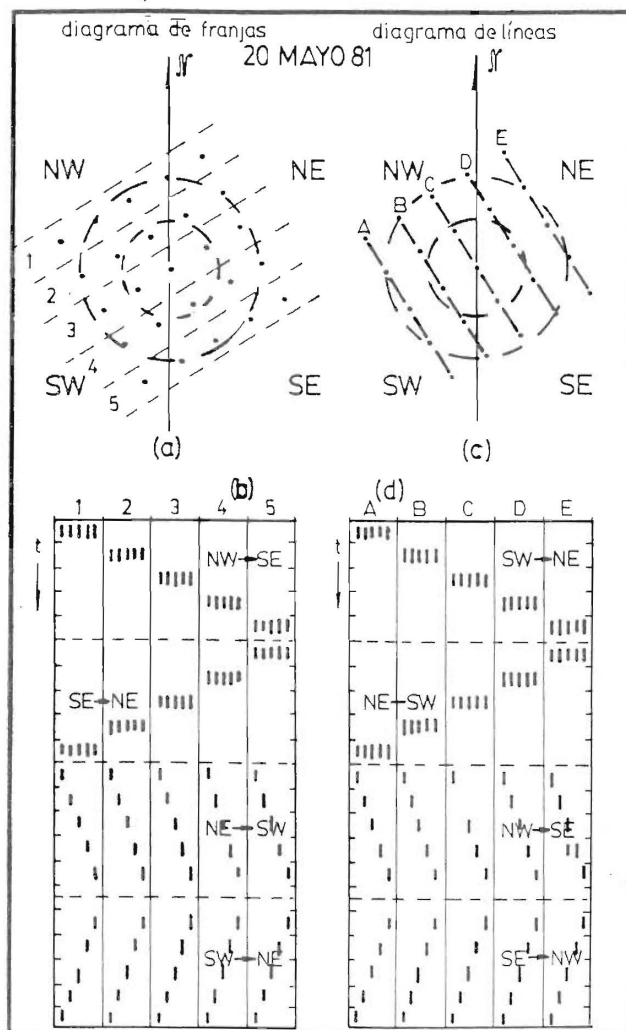 diagrama de franjas
diagrama de líneas
20 MAYO 81
N
N
NW
NE
1
2
3
4
5
SW
SE
(a)
NW
NE
A
B
C
D
E
SW
SE
(c)
(b)
1 2 3 4 5
t
NW SE
SE NE
NE SW
SW NE
(d)
A B C D E
t
SW NE
NE SW
NW SE
SE NW